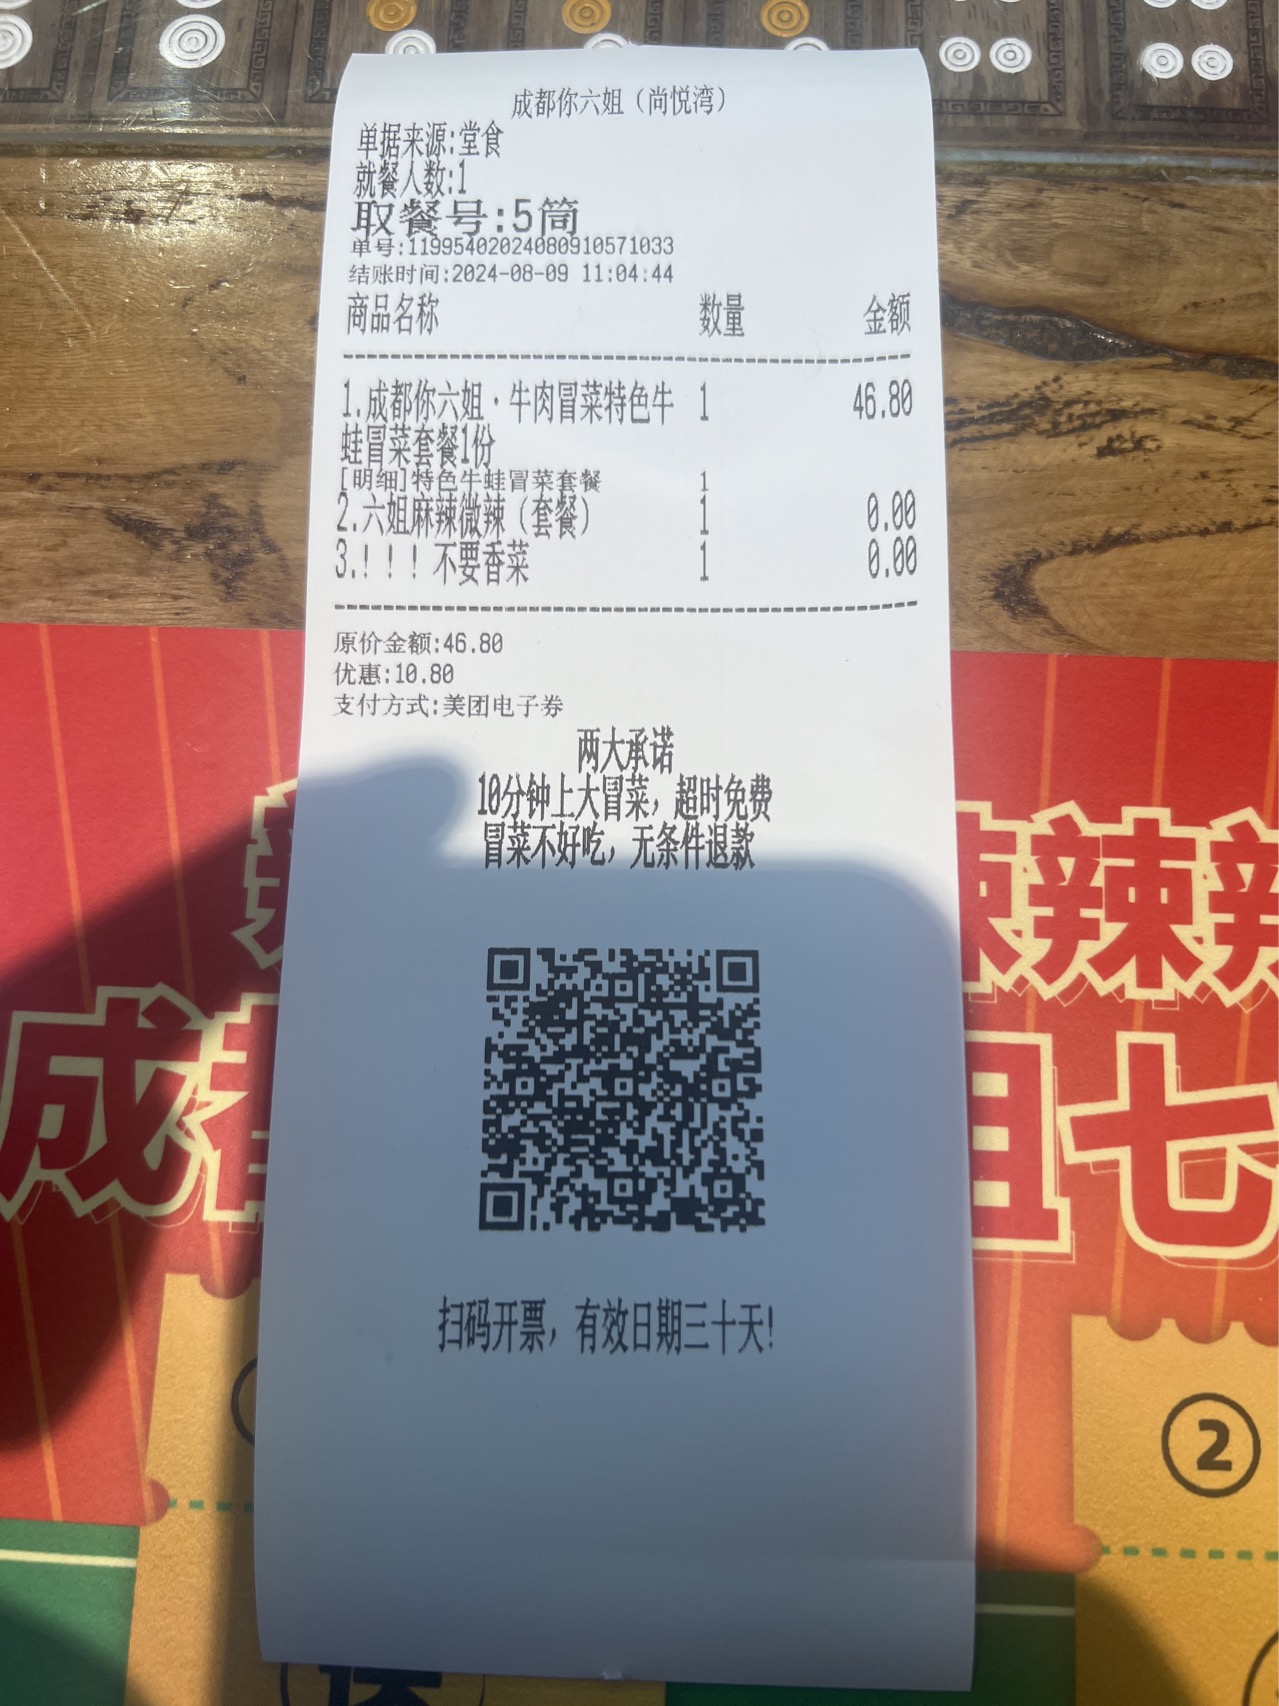 成都你六姐（尚悦湾）
单据来源:堂食
就餐人数:1
取餐号:5筒
单号:11995402024080910571033
结账时间:2024-08-09 11:04:44
商品名称 数量 金额
1.成都你六姐·牛肉冒菜特色牛 1 46.80
蛙冒菜套餐1份
[明细]特色牛蛙冒菜套餐 1
2.六姐麻辣微辣（套餐） 1 0.00
3.！！！不要香菜 1 0.00
原价金额:46.80
优惠:10.80
支付方式:美团电子券
两大承诺
10分钟上大冒菜，超时免费
冒菜不好吃，无条件退款
辣辣
成都 姐七
扫码开票，有效日期三十天!
②